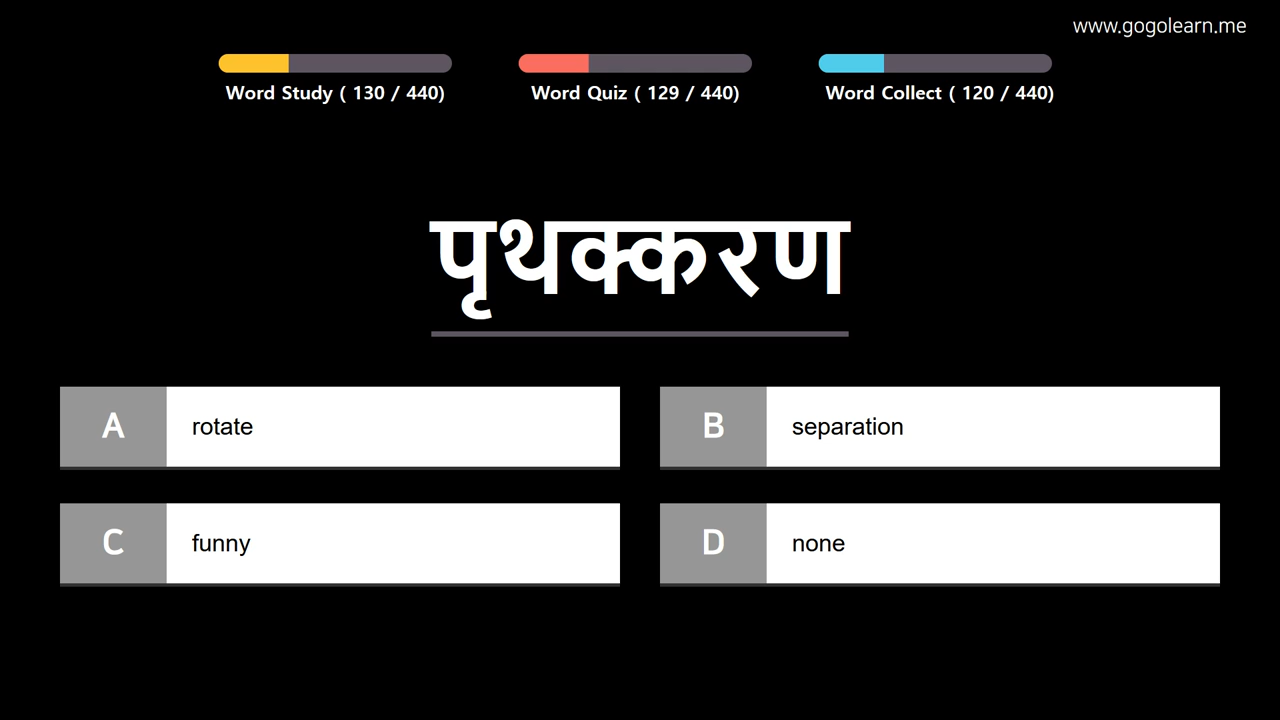 www.gogolearn.me
Word Study ( 130 / 440)
Word Quiz ( 129 / 440)
Word Collect ( 120 / 440)
पृथक्करण
A rotate
B separation
C funny
D none